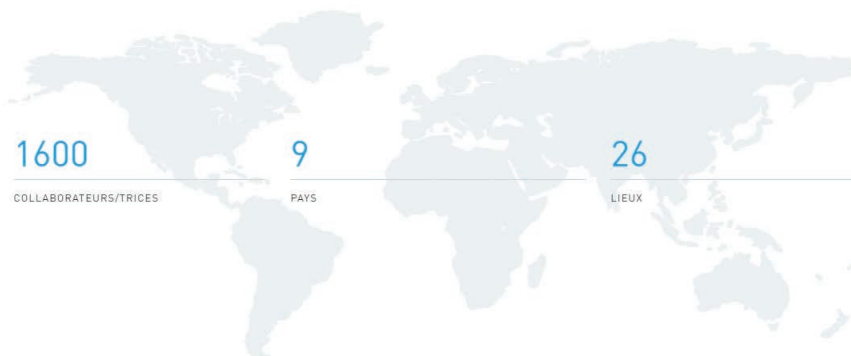 1600
COLLABORATEURS/TRICES
9
PAYS
26
LIEUX